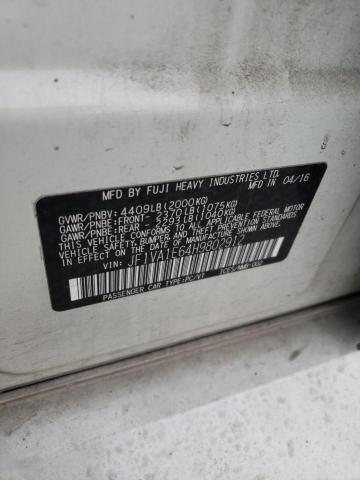 MFD BY FUJI HEAVY INDUSTRIES LTD. IN 04/16
GVWR/PNBV: 4409LB(2000KG)
GAWR/PNBE:FRONT- 2370LB(1075KG)
GAWR/PNBE:REAR - 2293LB(1040KG)
THIS VEHICLE CONFORMS TO ALL APPLICABLE FEDERAL MOTOR
VEHICLE SAFETY, BUMPER, AND THEFT PREVENTION
STANDARDS IN EFFECT ON THE DATE OF MANUFACTURE SHOWN ABOVE.
VIN: JF1VA1E64H9802912
PASSENGER CAR TYPE:PC/VT